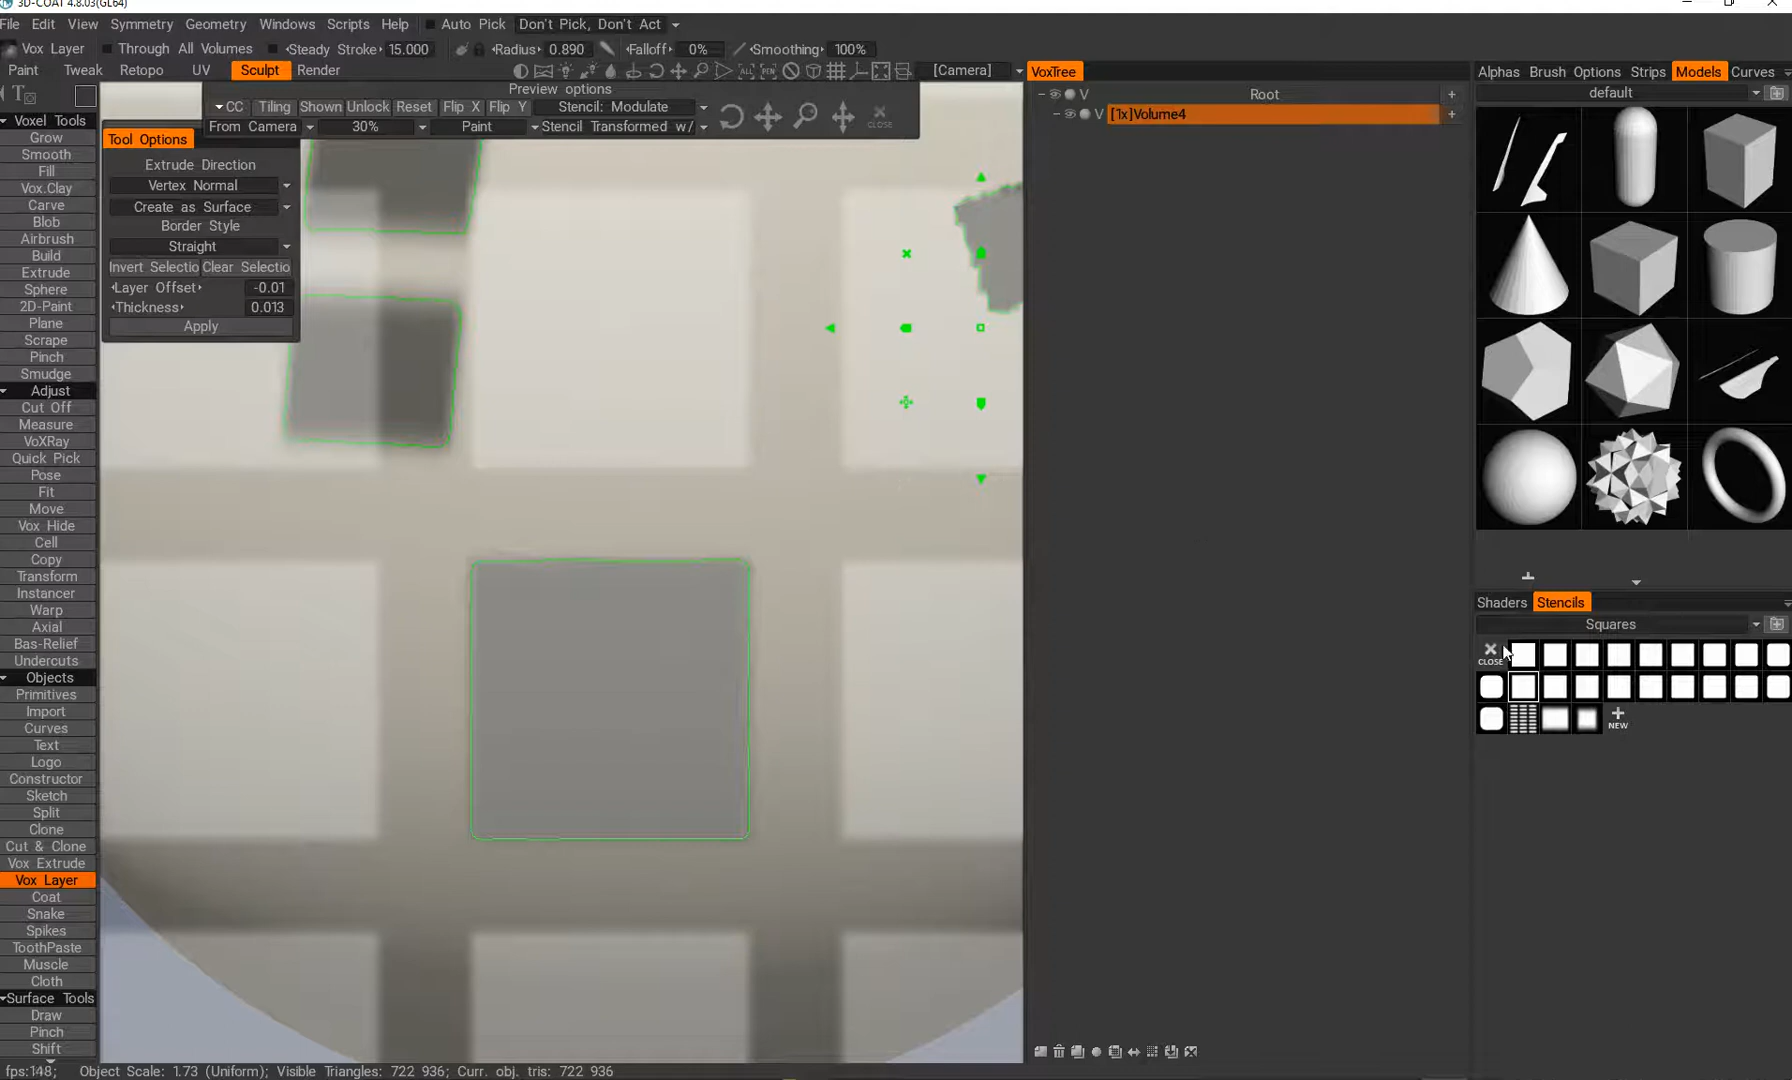 3D-COAT 4.8.03(GL64)
File Edit View Symmetry Geometry Windows Scripts Help Auto Pick Don't Pick, Don't Act
Vox Layer Through All Volumes Steady Stroke 15.000 Radius 0.890 Falloff 0% Smoothing 100%
Paint Tweak Retopo UV Sculpt Render ALL PEN [Camera] VoxTree Alphas Brush Options Strips Models Curves
Preview options
CC Tiling Shown Unlock Reset Flip X Flip Y Stencil: Modulate
From Camera 30% Paint Stencil Transformed w/ CLOSE
Root
V
V [1x]Volume4
default
Tool Options
Extrude Direction
Vertex Normal
Create as Surface
Border Style
Straight
Invert Selectio Clear Selectio
Layer Offset -0.01
Thickness 0.013
Apply
Voxel Tools
Grow
Smooth
Fill
Vox.Clay
Carve
Blob
Airbrush
Build
Extrude
Sphere
2D-Paint
Plane
Scrape
Pinch
Smudge
Adjust
Cut Off
Measure
VoXRay
Quick Pick
Pose
Fit
Move
Vox Hide
Cell
Copy
Transform
Instancer
Warp
Axial
Bas-Relief
Undercuts
Objects
Primitives
Import
Curves
Text
Logo
Constructor
Sketch
Split
Clone
Cut & Clone
Vox Extrude
Vox Layer
Coat
Snake
Spikes
ToothPaste
Muscle
Cloth
Surface Tools
Draw
Pinch
Shift
Shaders Stencils
Squares
CLOSE
NEW
fps:148; Object Scale: 1.73 (Uniform); Visible Triangles: 722 936; Curr. obj. tris: 722 936